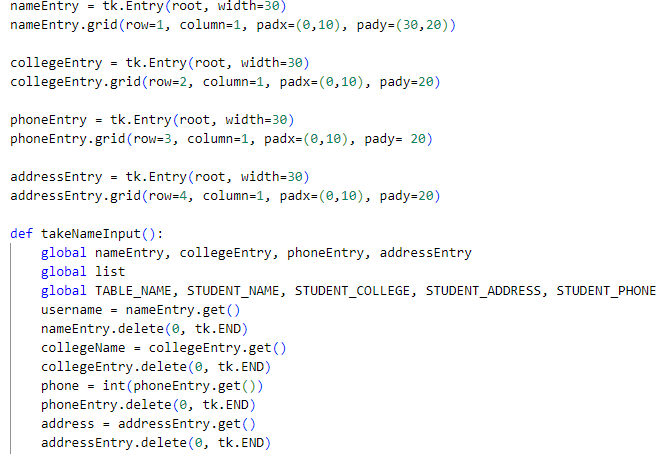 nameEntry = tk.Entry(root, width=30)
nameEntry.grid(row=1, column=1, padx=(0,10), pady=(30,20))
collegeEntry = tk.Entry(root, width=30)
collegeEntry.grid(row=2, column=1, padx=(0,10), pady=20)
phoneEntry = tk.Entry(root, width=30)
phoneEntry.grid(row=3, column=1, padx=(0,10), pady= 20)
addressEntry = tk.Entry(root, width=30)
addressEntry.grid(row=4, column=1, padx=(0,10), pady=20)
def takeNameInput():
    global nameEntry, collegeEntry, phoneEntry, addressEntry
    global list
    global TABLE_NAME, STUDENT_NAME, STUDENT_COLLEGE, STUDENT_ADDRESS, STUDENT_PHONE
    username = nameEntry.get()
    nameEntry.delete(0, tk.END)
    collegeName = collegeEntry.get()
    collegeEntry.delete(0, tk.END)
    phone = int(phoneEntry.get())
    phoneEntry.delete(0, tk.END)
    address = addressEntry.get()
    addressEntry.delete(0, tk.END)